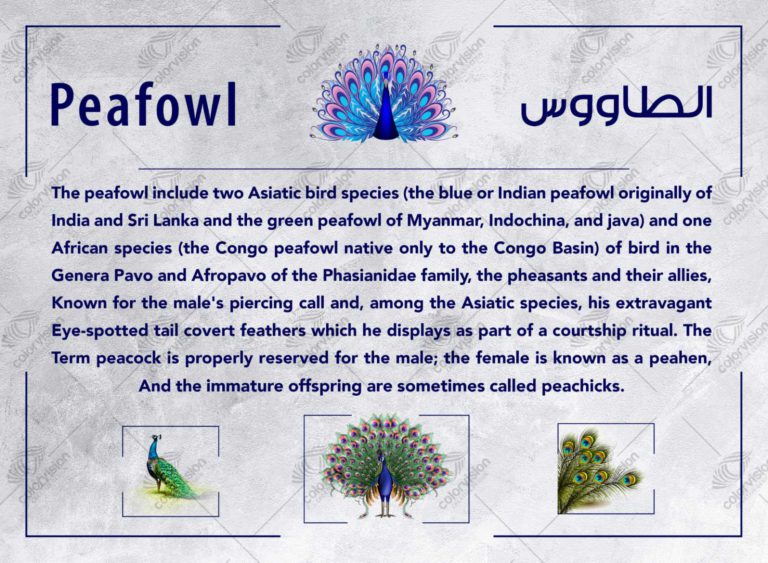 Peafowl
الطاووس
The peafowl include two Asiatic bird species (the blue or Indian peafowl originally of
India and Sri Lanka and the green peafowl of Myanmar, Indochina, and java) and one
African species (the Congo peafowl native only to the Congo Basin) of bird in the
Genera Pavo and Afropavo of the Phasianidae family, the pheasants and their allies,
Known for the male's piercing call and, among the Asiatic species, his extravagant
Eye-spotted tail covert feathers which he displays as part of a courtship ritual. The
Term peacock is properly reserved for the male; the female is known as a peahen,
And the immature offspring are sometimes called peachicks.
colorvision